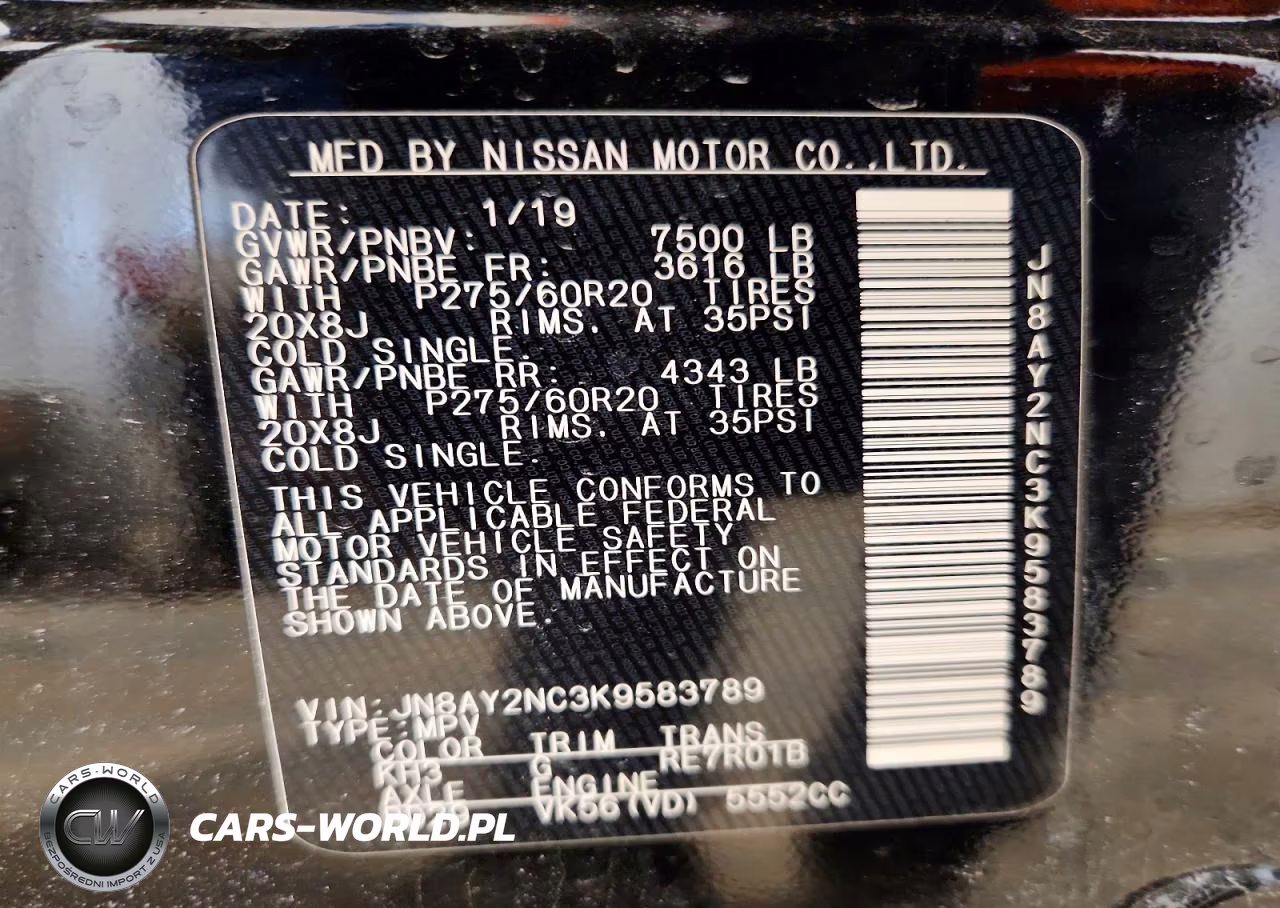 MFD BY NISSAN MOTOR CO.,LTD.
DATE: 1/19
GVWR/PNBV: 7500 LB
GAWR/PNBE FR: 3616 LB
WITH P275/60R20 TIRES
20X8J RIMS. AT 35PSI
COLD SINGLE.
GAWR/PNBE RR: 4343 LB
WITH P275/60R20 TIRES
20X8J RIMS. AT 35PSI
COLD SINGLE.
THIS VEHICLE CONFORMS TO
ALL APPLICABLE FEDERAL
MOTOR VEHICLE SAFETY
STANDARDS IN EFFECT ON
THE DATE OF MANUFACTURE
SHOWN ABOVE.
VIN:JN8AY2NC3K9583789
TYPE:MPV
COLOR TRIM TRANS
KH3 G RE7R01B
AXLE ENGINE
VK56(VD) 5552CC
JN8AY2NC3K9583789
CARS-WORLD
CW
BEZPOŚREDNI IMPORT Z USA
CARS-WORLD.PL